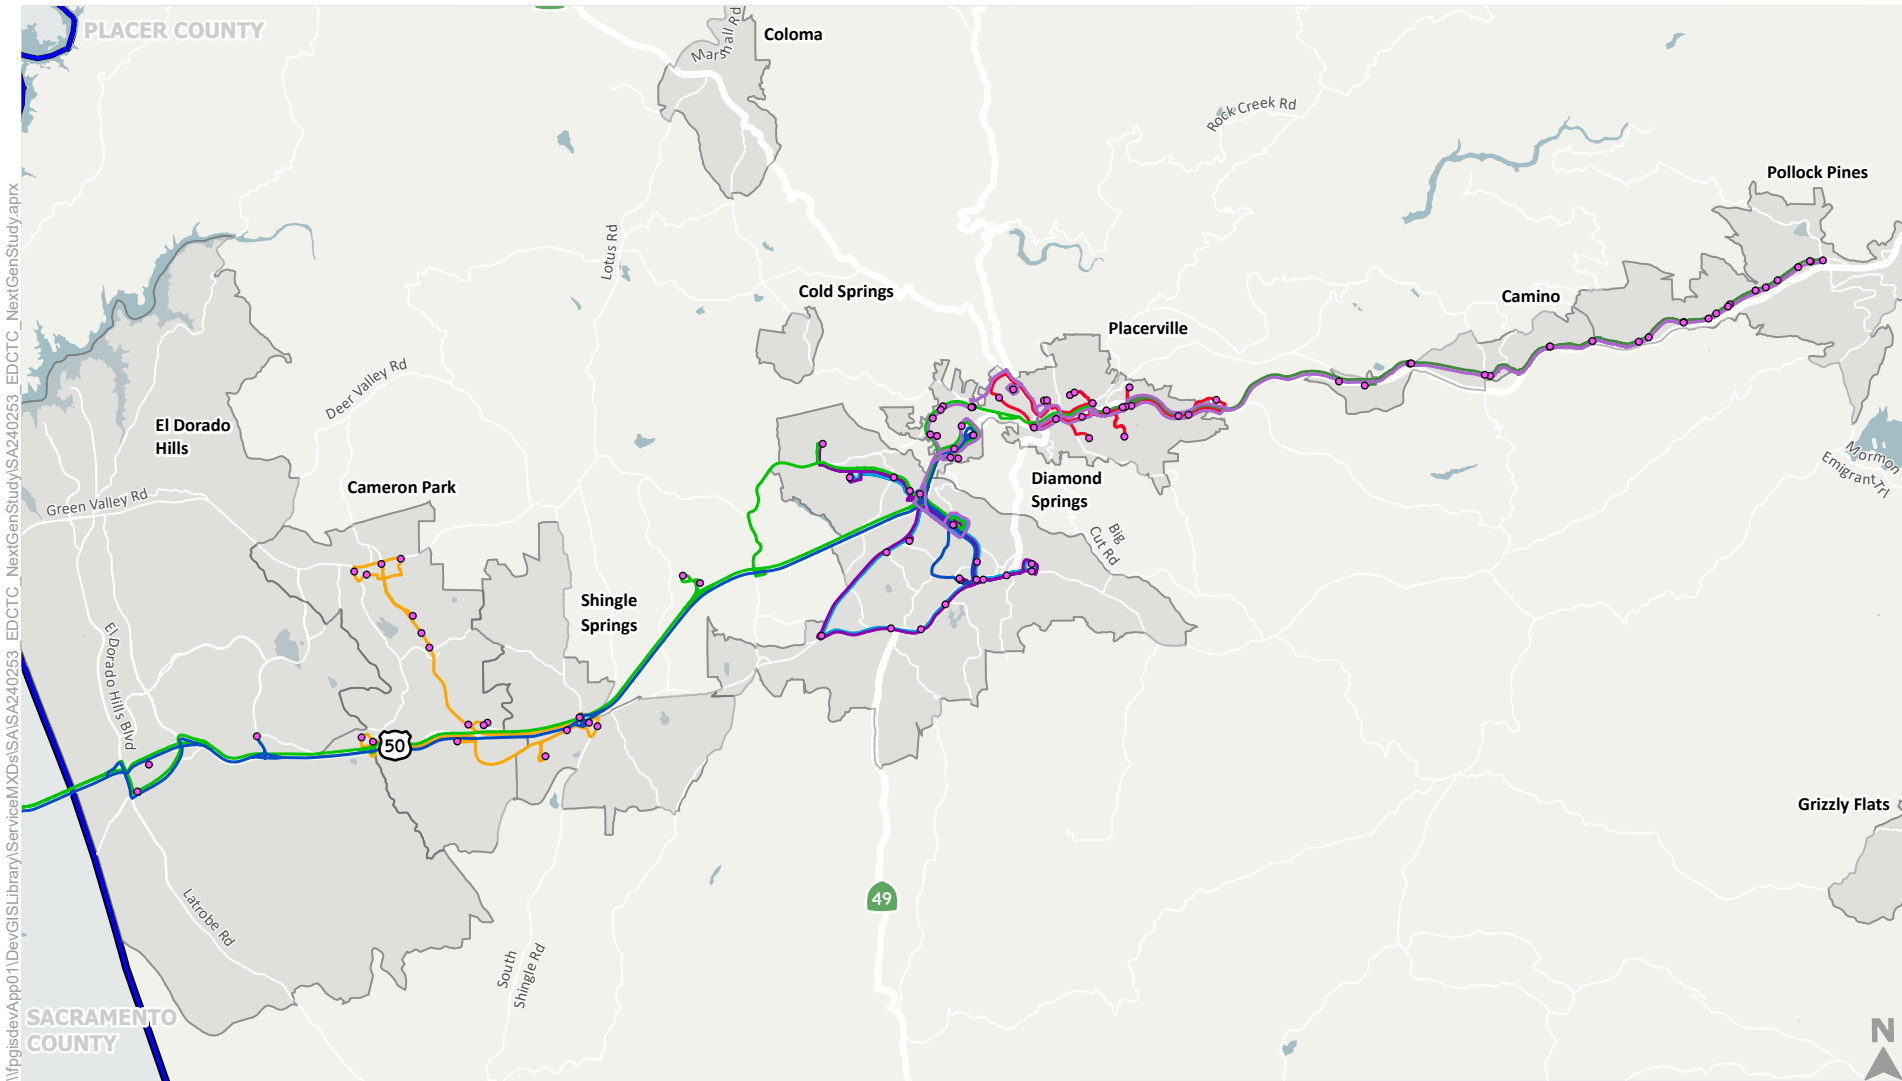 PLACER COUNTY
Coloma
Marshall Rd
Rock Creek Rd
Pollock Pines
Lotus Rd
Cold Springs
Camino
Placerville
Deer Valley Rd
El Dorado
Hills
Cameron Park
Green Valley Rd
Diamond
Springs
Big
Cut Rd
Mormon
Emigrant Trl
Shingle
Springs
El Dorado Hills Blvd
50
Grizzly Flats
49
Latrobe Rd
South
Shingle Rd
SACRAMENTO
COUNTY
N
\\fpgisdevApp01\DevGISLibrary\ServiceMXDs\SA\SA240253_EDCTC_NextGenStudy\SA240253_EDCTC_NextGenStudy.aprx